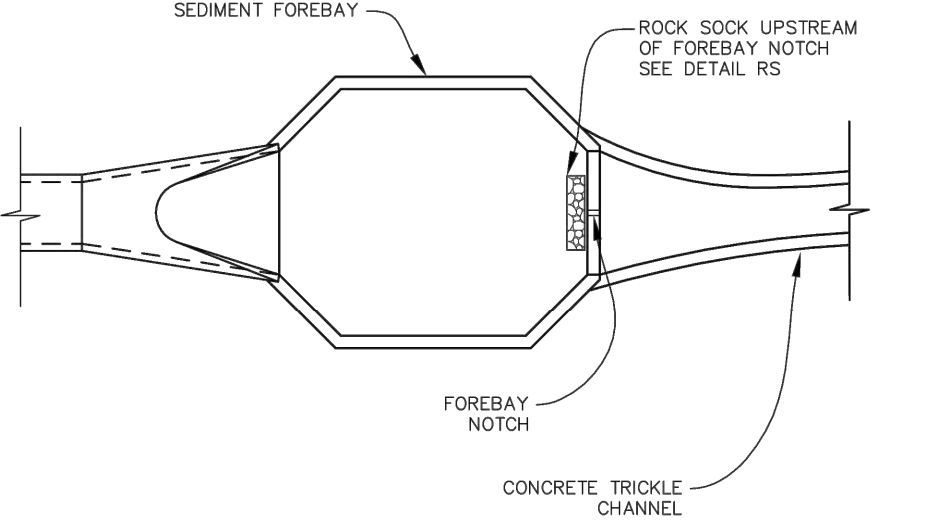 SEDIMENT FOREBAY
ROCK SOCK UPSTREAM
OF FOREBAY NOTCH
SEE DETAIL RS
FOREBAY
NOTCH
CONCRETE TRICKLE
CHANNEL